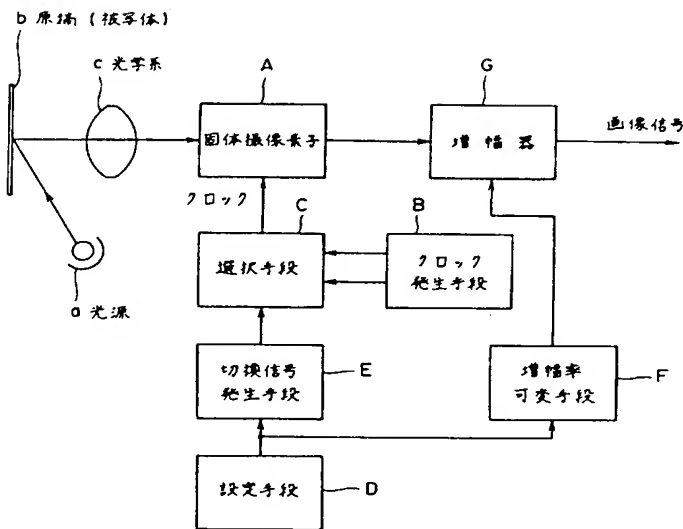 b 原稿 (被写体)
c 光学系
A
G
固体撮像素子
増幅器
画像信号
クロック
C
B
選択手段
クロック
発生手段
a 光源
切換信号
発生手段
E
増幅率
可変手段
F
設定手段
D